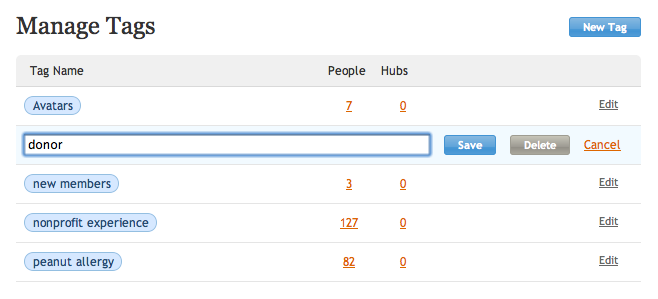 Manage Tags New Tag
Tag Name People Hubs
Avatars 7 0 Edit
donor Save Delete Cancel
new members 3 0 Edit
nonprofit experience 127 0 Edit
peanut allergy 82 0 Edit